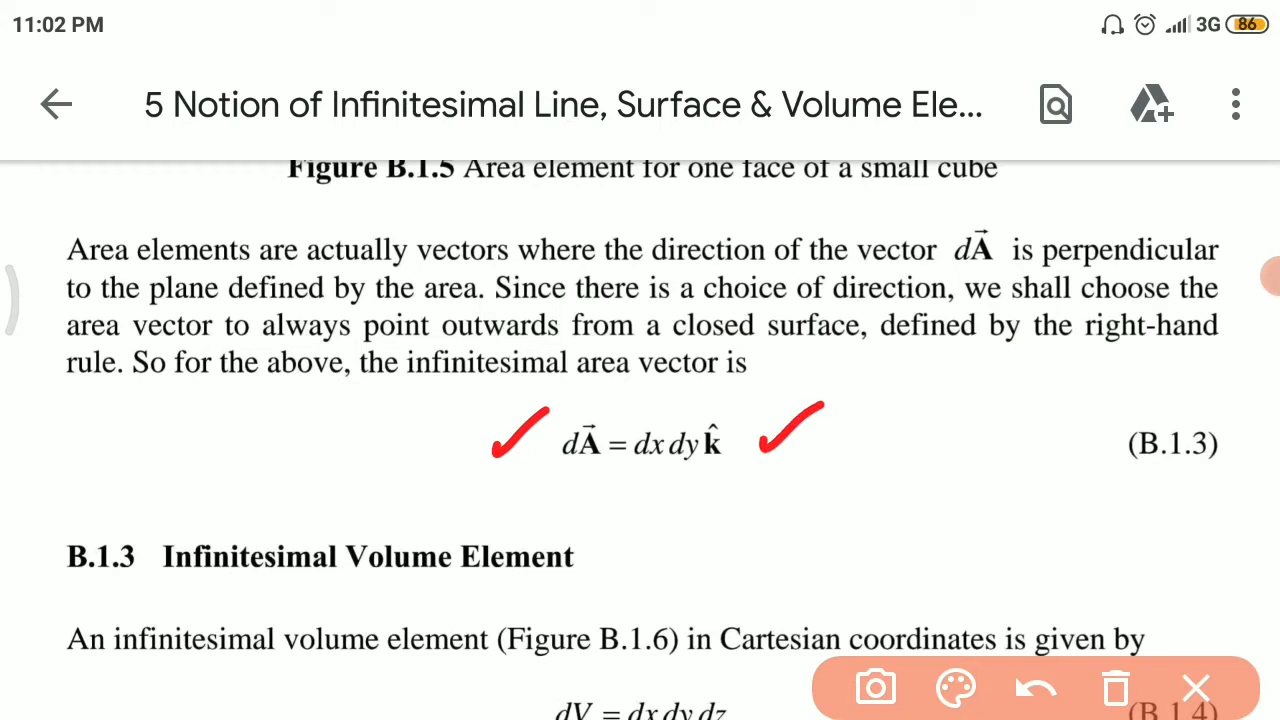 11:02 PM
3G 86
5 Notion of Infinitesimal Line, Surface & Volume Ele...
Figure B.1.5 Area element for one face of a small cube
Area elements are actually vectors where the direction of the vector dA⃗ is perpendicular
to the plane defined by the area. Since there is a choice of direction, we shall choose the
area vector to always point outwards from a closed surface, defined by the right-hand
rule. So for the above, the infinitesimal area vector is
dA⃗ = dx dy k̂ (B.1.3)
B.1.3 Infinitesimal Volume Element
An infinitesimal volume element (Figure B.1.6) in Cartesian coordinates is given by
dV = dx dy dz (B.1.4)